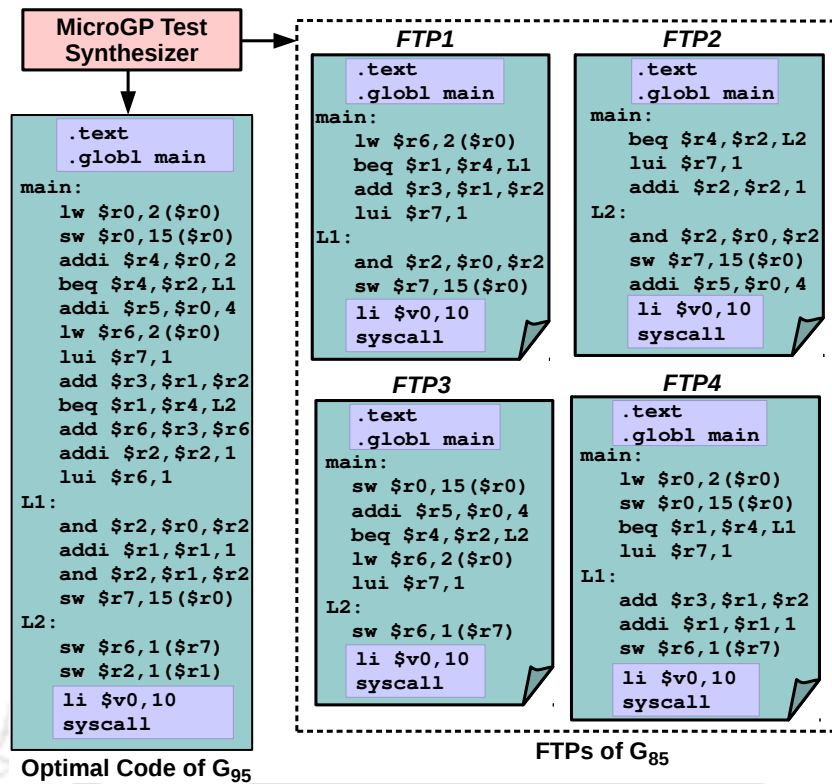 MicroGP Test
Synthesizer
.text
.globl main
main:
lw $r0,2($r0)
sw $r0,15($r0)
addi $r4,$r0,2
beq $r4,$r2,L1
addi $r5,$r0,4
lw $r6,2($r0)
lui $r7,1
add $r3,$r1,$r2
beq $r1,$r4,L2
add $r6,$r3,$r6
addi $r2,$r2,1
lui $r6,1
L1:
and $r2,$r0,$r2
addi $r1,$r1,1
and $r2,$r1,$r2
sw $r7,15($r0)
L2:
sw $r6,1($r7)
sw $r2,1($r1)
li $v0,10
syscall
Optimal Code of G95
FTP1
.text
.globl main
main:
lw $r6,2($r0)
beq $r1,$r4,L1
add $r3,$r1,$r2
lui $r7,1
L1:
and $r2,$r0,$r2
sw $r7,15($r0)
li $v0,10
syscall
FTP2
.text
.globl main
main:
beq $r4,$r2,L2
lui $r7,1
addi $r2,$r2,1
L2:
and $r2,$r0,$r2
sw $r7,15($r0)
addi $r5,$r0,4
li $v0,10
syscall
FTP3
.text
.globl main
main:
sw $r0,15($r0)
addi $r5,$r0,4
beq $r4,$r2,L2
lw $r6,2($r0)
lui $r7,1
L2:
sw $r6,1($r7)
li $v0,10
syscall
FTP4
.text
.globl main
main:
lw $r0,2($r0)
sw $r0,15($r0)
beq $r1,$r4,L1
lui $r7,1
L1:
add $r3,$r1,$r2
addi $r1,$r1,1
sw $r6,1($r7)
li $v0,10
syscall
FTPs of G85